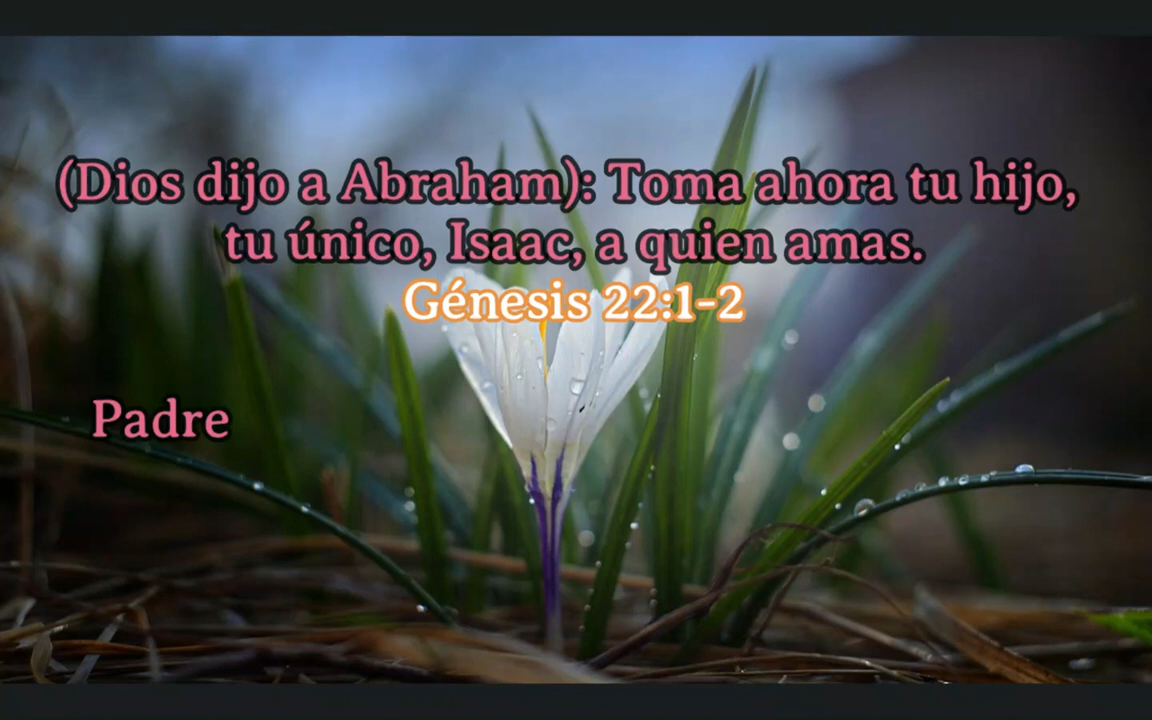 (Dios dijo a Abraham): Toma ahora tu hijo,
tu único, Isaac, a quien amas.
Génesis 22:1-2
Padre